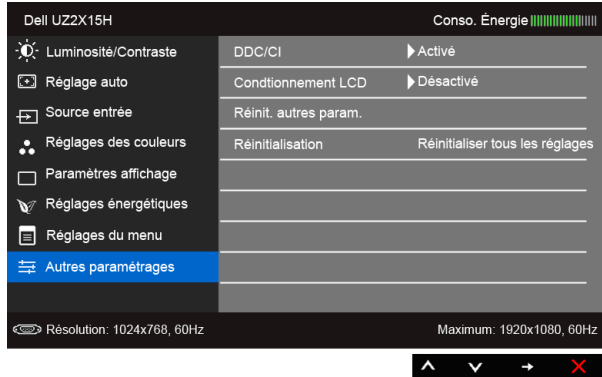 Dell UZ2X15H Conso. Énergie
Luminosité/Contraste DDC/CI Activé
Réglage auto Condtionnement LCD Désactivé
Source entrée Réinit. autres param.
Réglages des couleurs Réinitialisation Réinitialiser tous les réglages
Paramètres affichage
Réglages énergétiques
Réglages du menu
Autres paramétrages
Résolution: 1024x768, 60Hz Maximum: 1920x1080, 60Hz